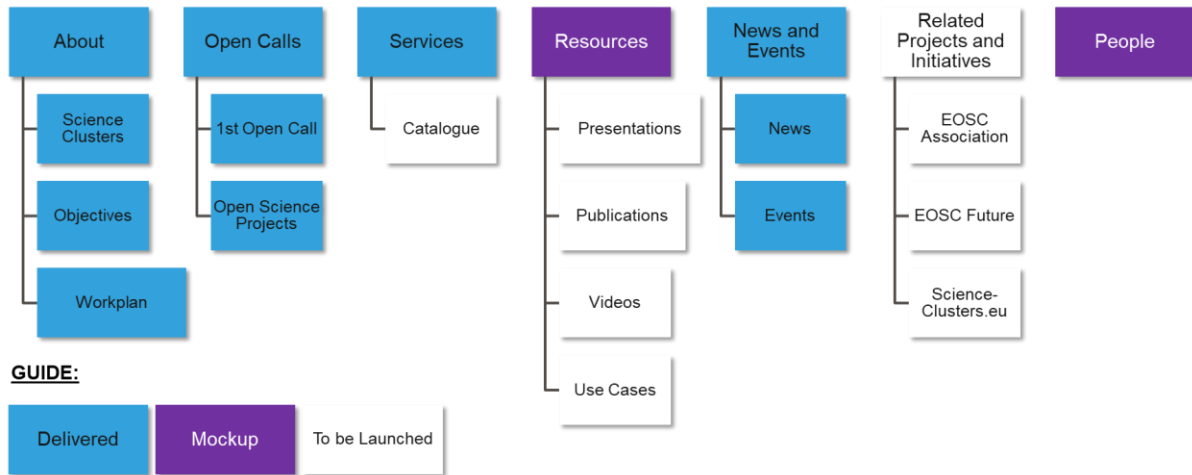 About
Open Calls
Services
Resources
News and
Events
Related
Projects and
Initiatives
People
Science
Clusters
1st Open Call
Catalogue
Presentations
News
EOSC
Association
Objectives
Open Science
Projects
Publications
Events
EOSC Future
Workplan
Videos
Science-
Clusters.eu
Use Cases
GUIDE:
Delivered
Mockup
To be Launched